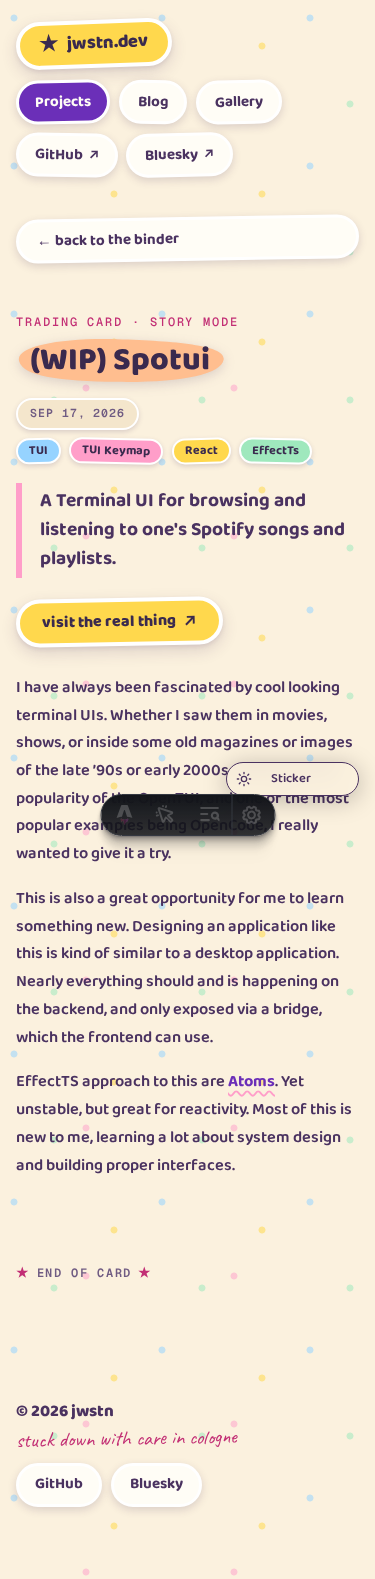 ★ jwstn.dev
Projects
Blog
Gallery
GitHub ↗
Bluesky ↗
← back to the binder
TRADING CARD · STORY MODE
(WIP) Spotui
SEP 17, 2026
TUI
TUI Keymap
React
EffectTs
A Terminal UI for browsing and
listening to one's Spotify songs and
playlists.
visit the real thing ↗
I have always been fascinated by cool looking
terminal UIs. Whether I saw them in movies,
shows, or inside some old magazines or images
of the late '90s or early 2000s
Sticker
popularity of the OpenTUI for the most
popular examples being OpenCode, I really
wanted to give it a try.
This is also a great opportunity for me to learn
something new. Designing an application like
this is kind of similar to a desktop application.
Nearly everything should and is happening on
the backend, and only exposed via a bridge,
which the frontend can use.
EffectTS approach to this are Atoms. Yet
unstable, but great for reactivity. Most of this is
new to me, learning a lot about system design
and building proper interfaces.
★ END OF CARD ★
© 2026 jwstn
stuck down with care in cologne
GitHub
Bluesky